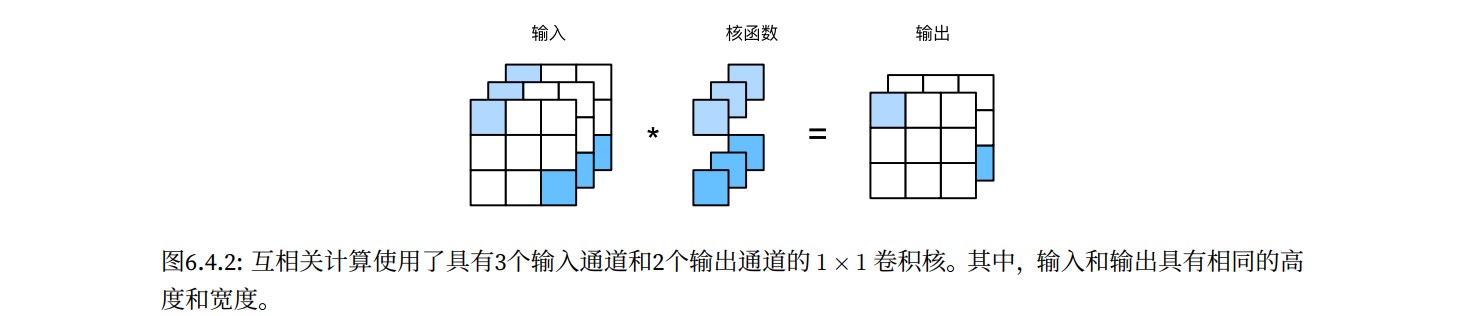 输入 核函数 输出
* =
图6.4.2: 互相关计算使用了具有3个输入通道和2个输出通道的 1 × 1 卷积核。其中，输入和输出具有相同的高
度和宽度。